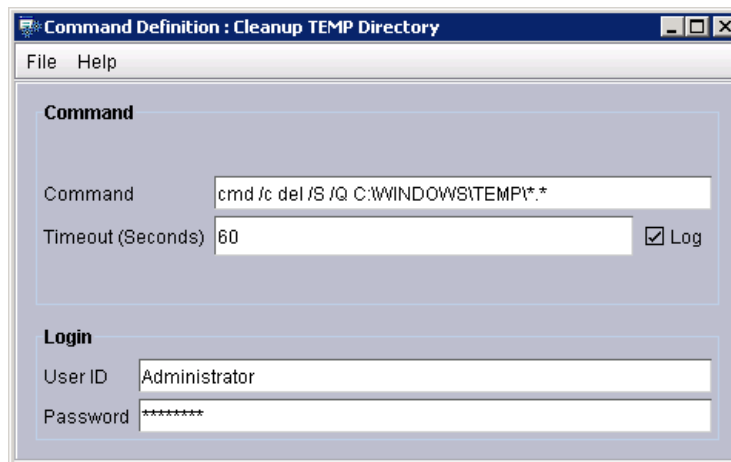 Command Definition : Cleanup TEMP Directory
File Help
Command
Command cmd /c del /S /Q C:\WINDOWS\TEMP\*.*
Timeout (Seconds) 60 Log
Login
User ID Administrator
Password ********